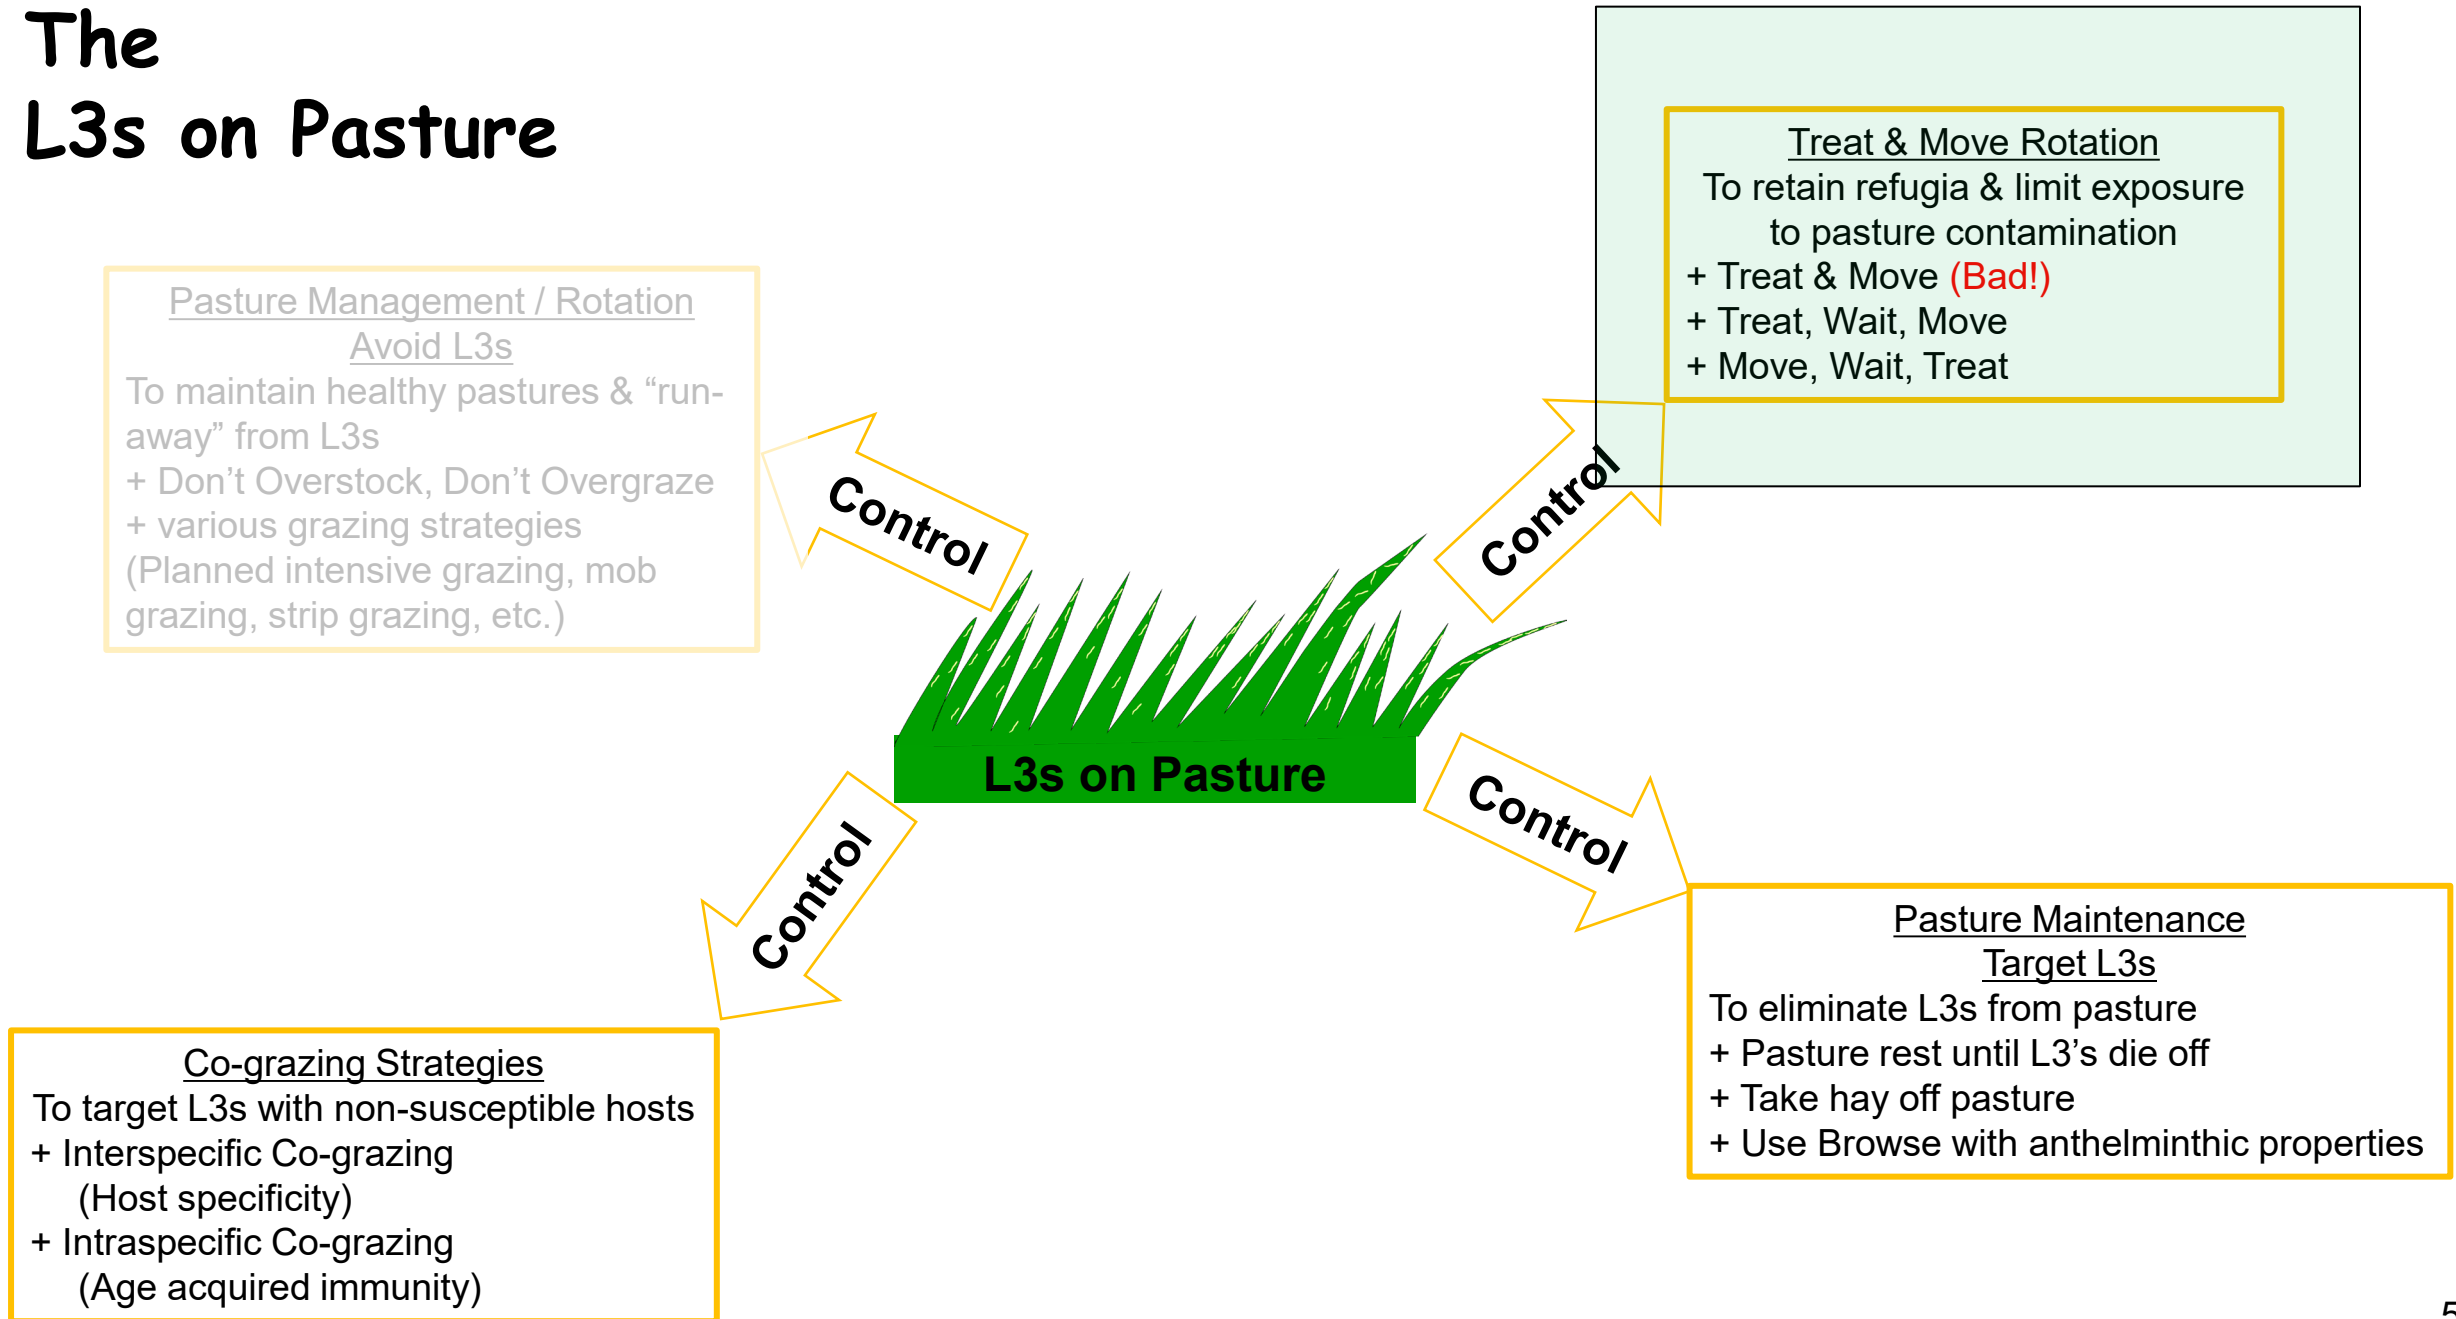 The
L3s on Pasture
Treat & Move Rotation
To retain refugia & limit exposure
to pasture contamination
+ Treat & Move (Bad!)
+ Treat, Wait, Move
+ Move, Wait, Treat
Pasture Management / Rotation
Avoid L3s
To maintain healthy pastures & “run-
away” from L3s
+ Don’t Overstock, Don’t Overgraze
+ various grazing strategies
(Planned intensive grazing, mob
grazing, strip grazing, etc.)
Control
Control
L3s on Pasture
Control
Control
Pasture Maintenance
Target L3s
To eliminate L3s from pasture
+ Pasture rest until L3’s die off
+ Take hay off pasture
+ Use Browse with anthelminthic properties
Co-grazing Strategies
To target L3s with non-susceptible hosts
+ Interspecific Co-grazing
(Host specificity)
+ Intraspecific Co-grazing
(Age acquired immunity)